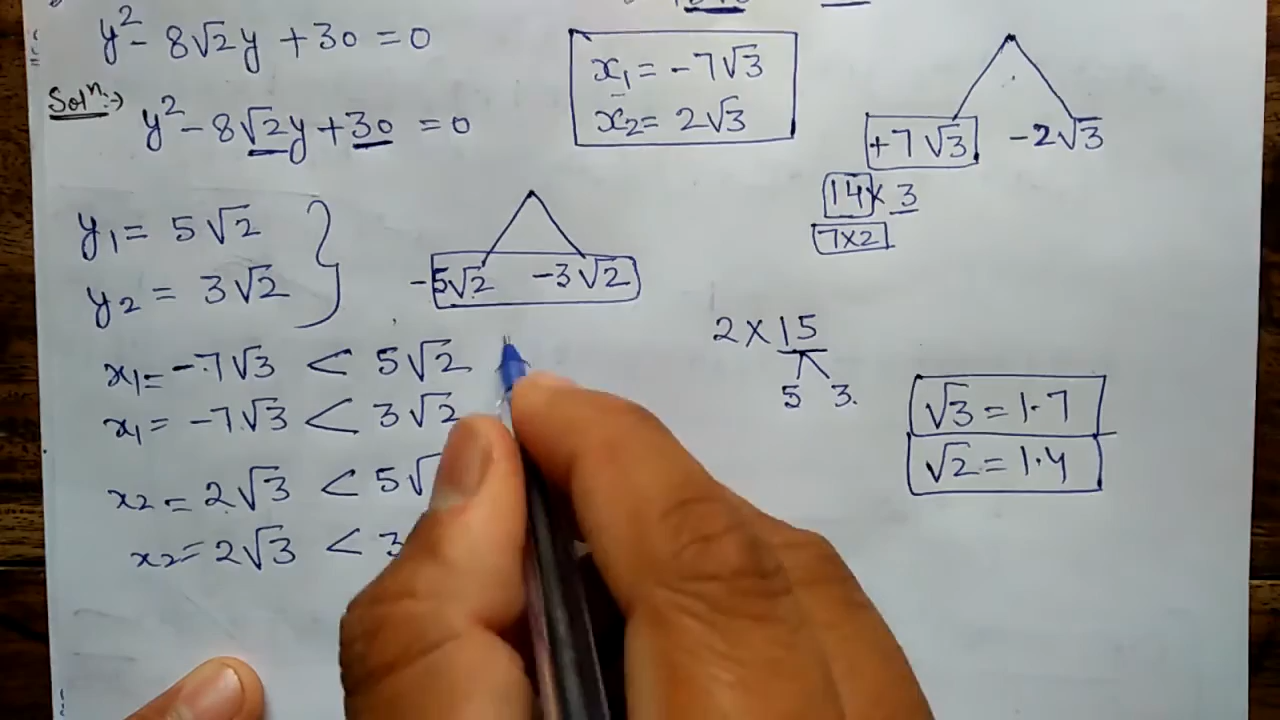 y² - 8√2y + 30 = 0
Solⁿ:→
y² - 8√2y + 30 = 0
x₁ = -7√3
x₂ = 2√3
+7√3 -2√3
14 x 3
7x2
y₁ = 5√2
y₂ = 3√2
-5√2 -3√2
x₁ = -7√3 < 5√2
x₁ = -7√3 < 3√2
x₂ = 2√3 < 5√
x₂ = 2√3 < 3
2 x 15
5 3.
√3 = 1.7
√2 = 1.4